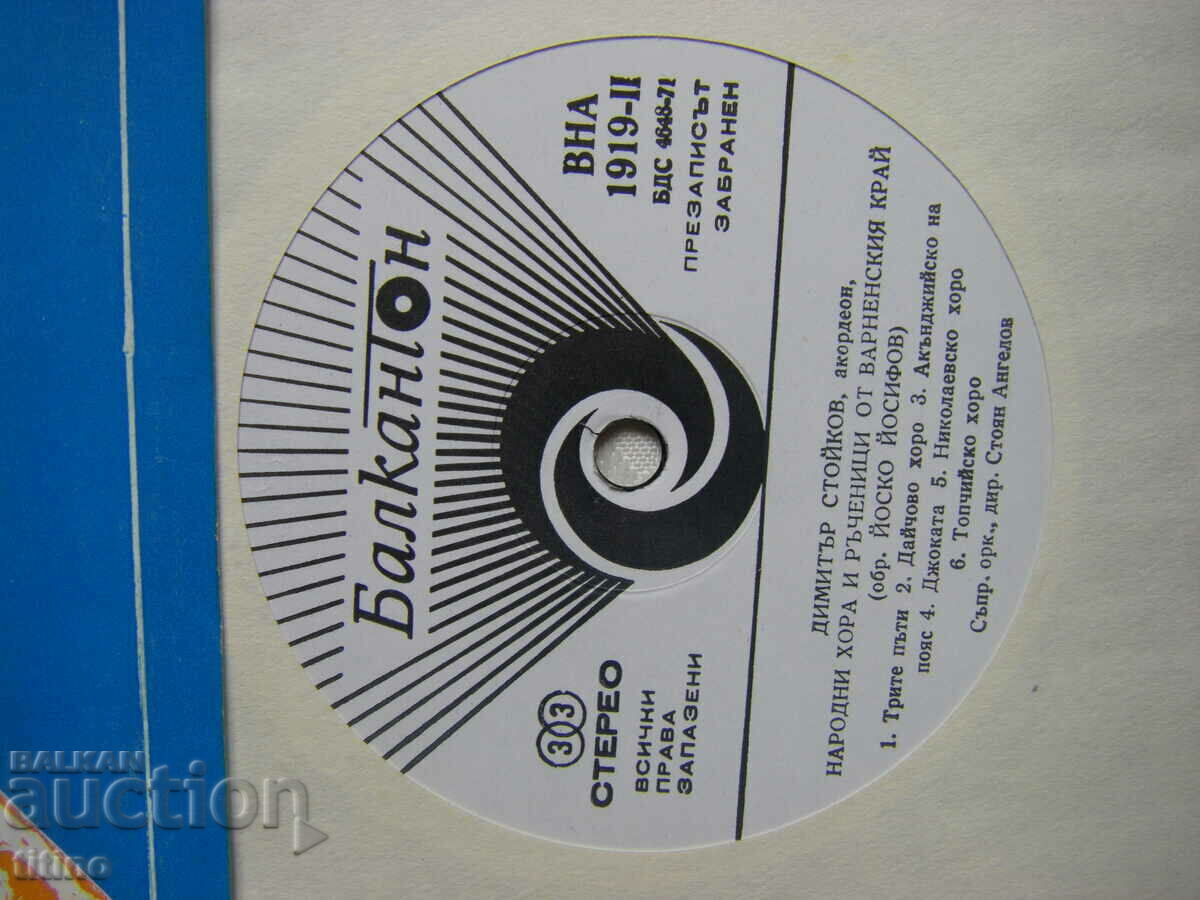 Балкантон
33
СТЕРЕО
ВСИЧКИ
ПРАВА
ЗАПАЗЕНИ
ВНА
1919-II
БДС 4648-71
ПРЕЗАПИСЪТ
ЗАБРАНЕН
ДИМИТЪР СТОЙКОВ, акордеон,
НАРОДНИ ХОРА И РЪЧЕНИЦИ ОТ ВАРНЕНСКИЯ КРАЙ
(обр. ЙОСКО ЙОСИФОВ)
1. Трите пъти 2. Дайчово хоро 3. Акънджийско на
пояс 4. Джоката 5. Николаевско хоро
6. Топчийско хоро
Съпр. орк., дир. Стоян Ангелов
BALKAN
auction
titino